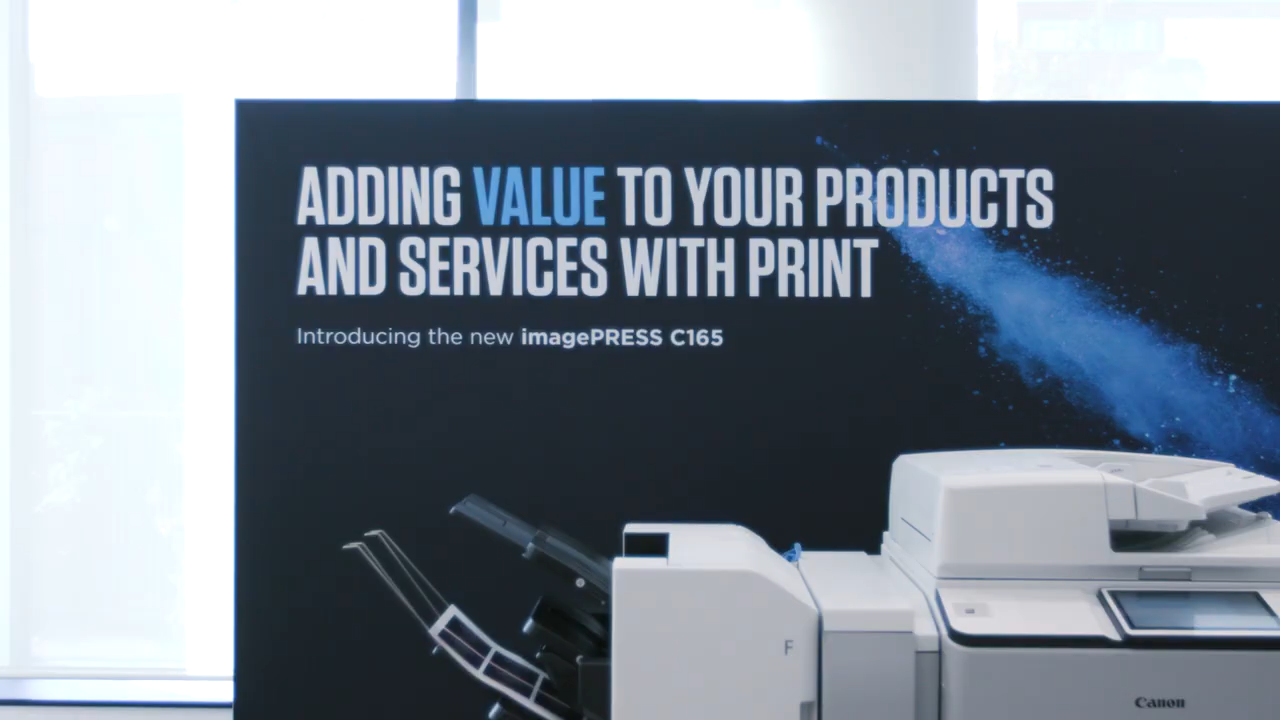 ADDING VALUE TO YOUR PRODUCTS
AND SERVICES WITH PRINT
Introducing the new imagePRESS C165
F
Canon